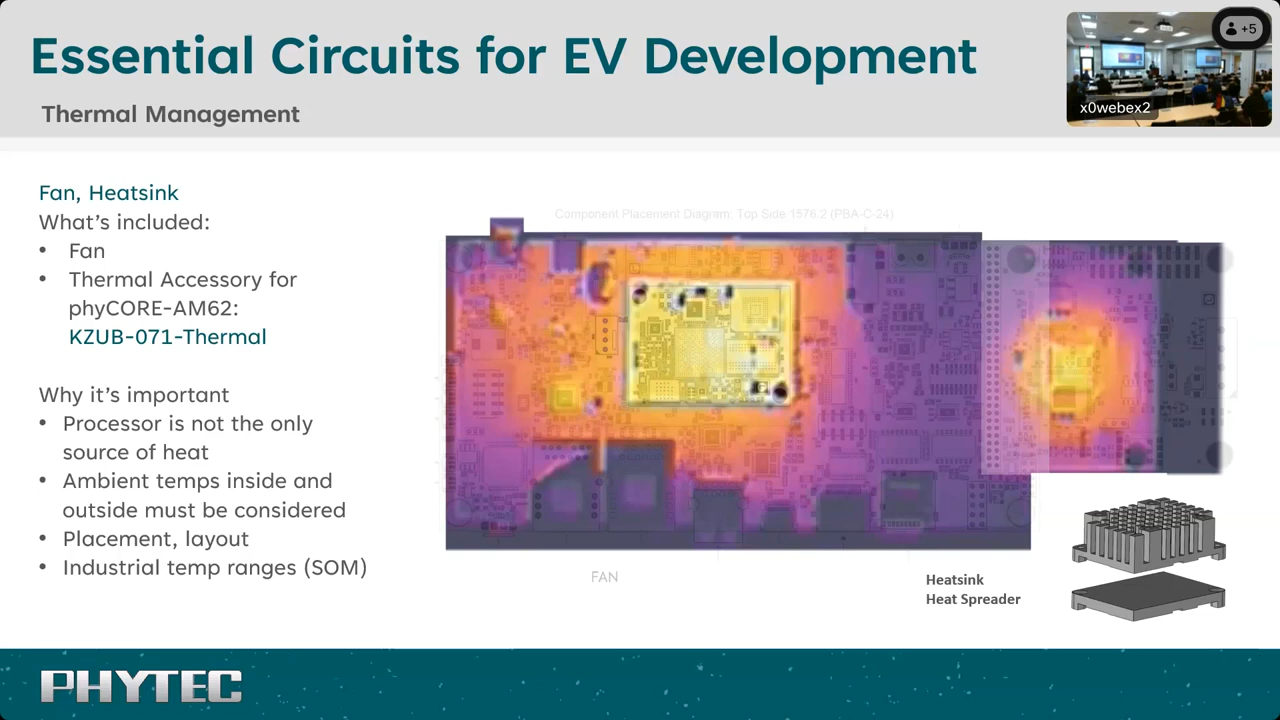 Essential Circuits for EV Development
Thermal Management
+5
x0webex2
Fan, Heatsink
What's included:
• Fan
• Thermal Accessory for
phyCORE-AM62:
KZUB-071-Thermal
Why it's important
• Processor is not the only
source of heat
• Ambient temps inside and
outside must be considered
• Placement, layout
• Industrial temp ranges (SOM)
Component Placement Diagram, Top Side 1576.2 (PBA-C-24)
FAN
Heatsink
Heat Spreader
PHYTEC